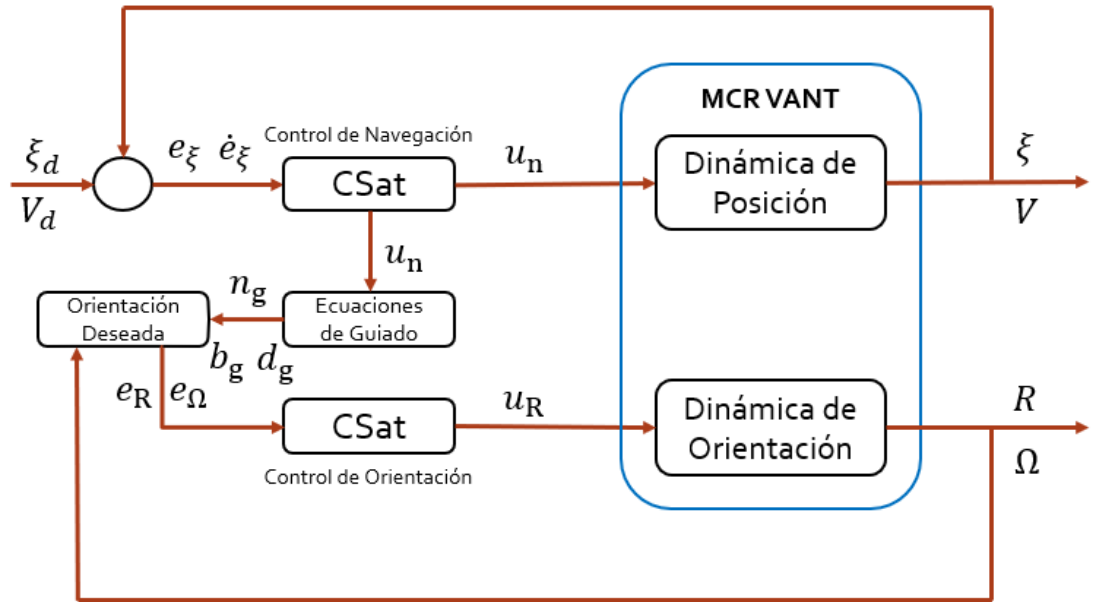 MCR VANT
Control de Navegación
ξ_d
V_d
e_ξ ė_ξ
CSat
u_n
Dinámica de
Posición
ξ
V
u_n
n_g
Orientación
Deseada
Ecuaciones
de Guiado
b_g d_g
e_R e_Ω
CSat
u_R
Dinámica de
Orientación
R
Ω
Control de Orientación